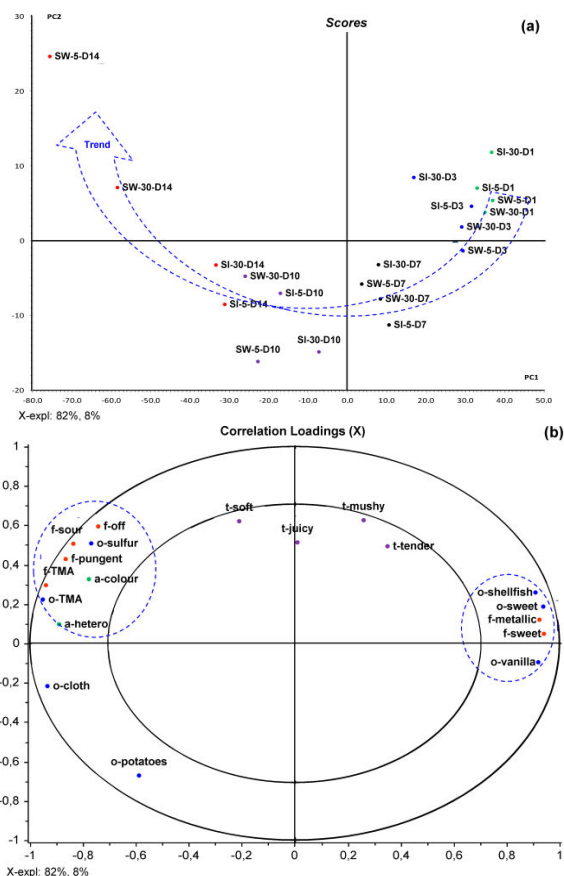 PC2
Scores
(a)
30
SW-5-D14
20
SI-30-D1
10
Trend
SI-30-D3
SI-5-D1
SW-30-D14
SI-5-D3
SW-5-D1
SW-30-D1
SW-30-D3
0
SW-5-D3
SI-30-D14
SI-30-D7
SW-30-D10
SW-5-D7
SI-5-D10
SW-30-D7
SI-5-D14
-10
SI-5-D7
SI-30-D10
SW-5-D10
PC1
-20
-80.0 -70.0 -60.0 -50.0 -40.0 -30.0 -20.0 -10.0 0.0 10.0 20.0 30.0 40.0 50.0
X-expl: 82%, 8%
Correlation Loadings (X)
(b)
1
0,8
0,6
f-off
t-soft
t-mushy
f-sour
o-sulfur
t-juicy
f-pungent
t-tender
0,4
f-TMA
a-colour
o-TMA
o-shellfish
0,2
o-sweet
a-hetero
f-metallic
f-sweet
0
o-vanilla
-0,2
o-cloth
-0,4
-0,6
o-potatoes
-0,8
-1
-1 -0,8 -0,6 -0,4 -0,2 0 0,2 0,4 0,6 0,8 1
X-expl: 82%, 8%